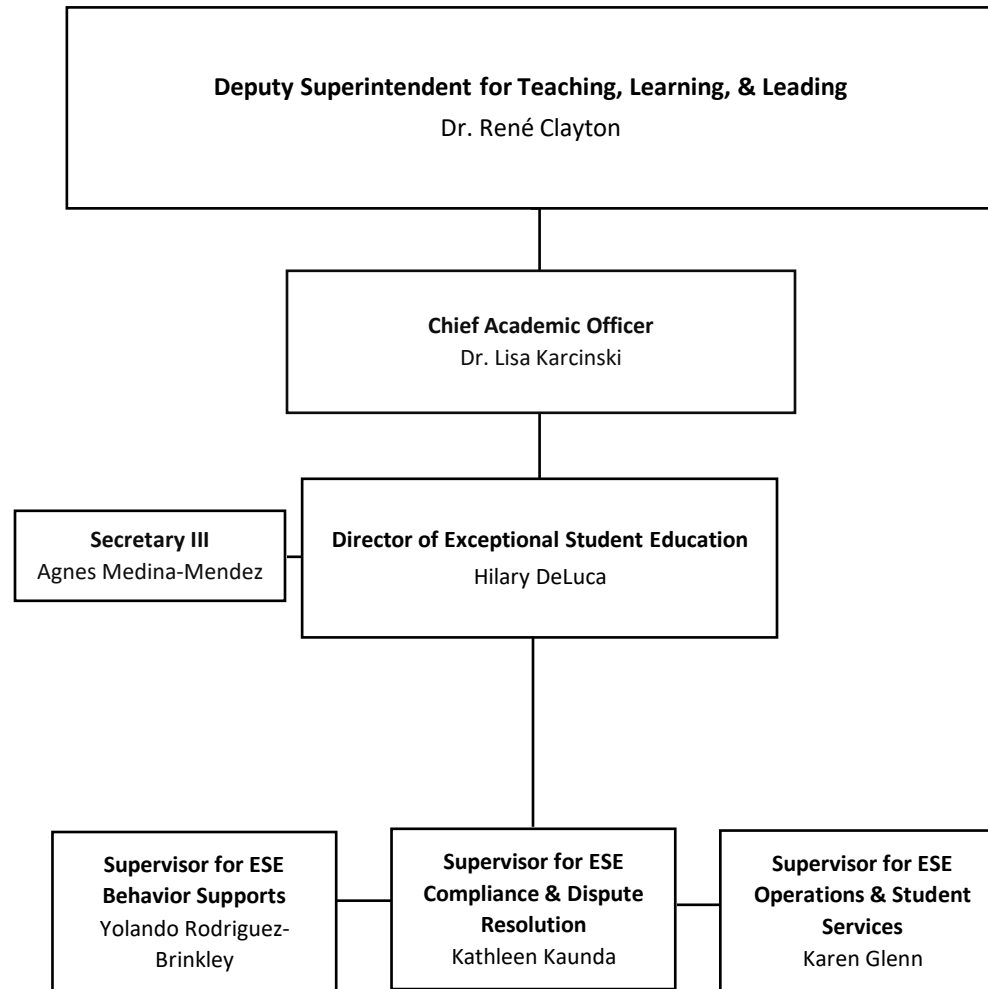 Deputy Superintendent for Teaching, Learning, & Leading
Dr. René Clayton
Chief Academic Officer
Dr. Lisa Karcinski
Secretary III
Agnes Medina-Mendez
Director of Exceptional Student Education
Hilary DeLuca
Supervisor for ESE
Behavior Supports
Yolando Rodriguez-
Brinkley
Supervisor for ESE
Compliance & Dispute
Resolution
Kathleen Kaunda
Supervisor for ESE
Operations & Student
Services
Karen Glenn